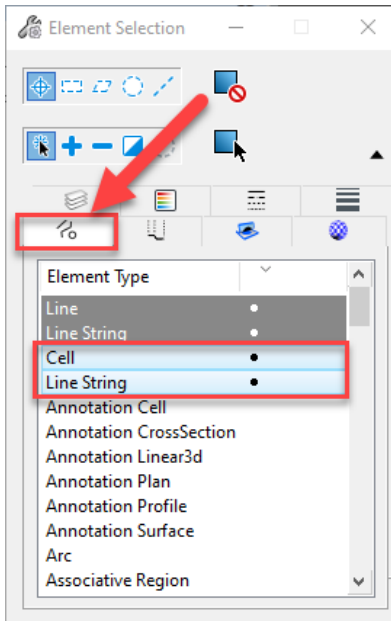 Element Selection
Element Type
Line
Line String
Cell
Line String
Annotation Cell
Annotation CrossSection
Annotation Linear3d
Annotation Plan
Annotation Profile
Annotation Surface
Arc
Associative Region